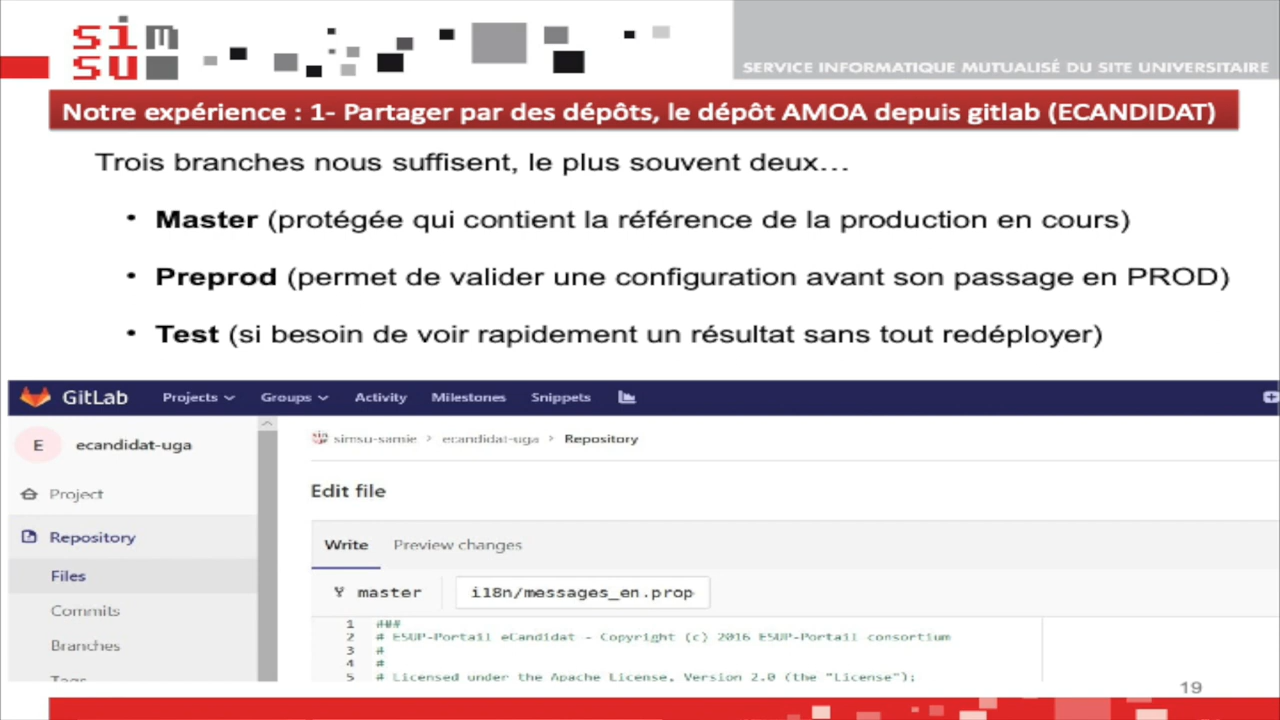 simsu
SERVICE INFORMATIQUE MUTUALISÉ DU SITE UNIVERSITAIRE
Notre expérience : 1- Partager par des dépôts, le dépôt AMOA depuis gitlab (ECANDIDAT)
Trois branches nous suffisent, le plus souvent deux…
• Master (protégée qui contient la référence de la production en cours)
• Preprod (permet de valider une configuration avant son passage en PROD)
• Test (si besoin de voir rapidement un résultat sans tout redéployer)
GitLab Projects Groups Activity Milestones Snippets
E ecandidat-uga
simsu-samie > ecandidat-uga > Repository
Project
Edit file
Repository
Write Preview changes
Files
master i18n/messages_en.prop
Commits
1 ###
2 # ESUP-Portail eCandidat - Copyright (c) 2016 ESUP-Portail consortium
Branches
3 #
4 #
5 # Licensed under the Apache License, Version 2.0 (the "License");
Tags
19